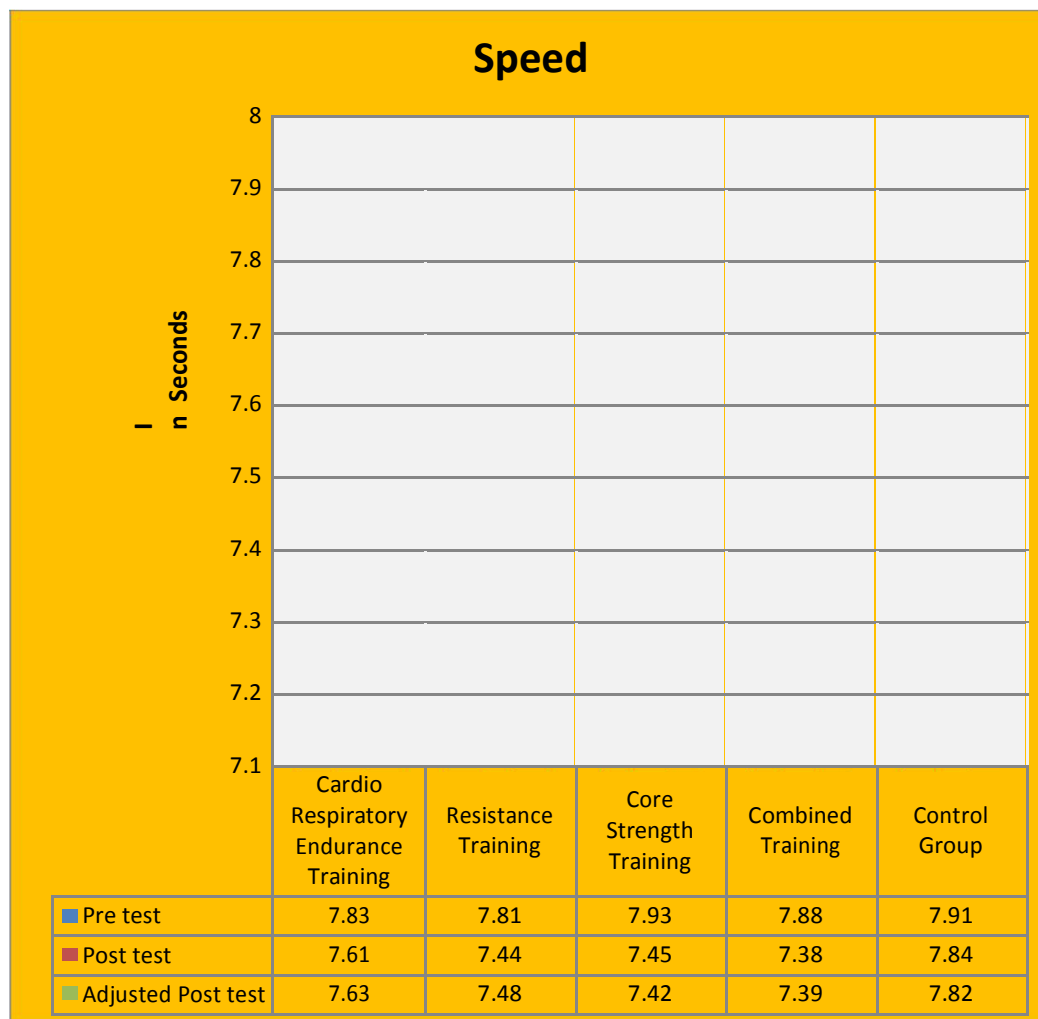 Speed
8
7.9
7.8
7.7
7.6
7.5
7.4
7.3
7.2
7.1
I
n Seconds
Cardio
Respiratory
Endurance
Training
Resistance
Training
Core
Strength
Training
Combined
Training
Control
Group
Pre test 7.83 7.81 7.93 7.88 7.91
Post test 7.61 7.44 7.45 7.38 7.84
Adjusted Post test 7.63 7.48 7.42 7.39 7.82